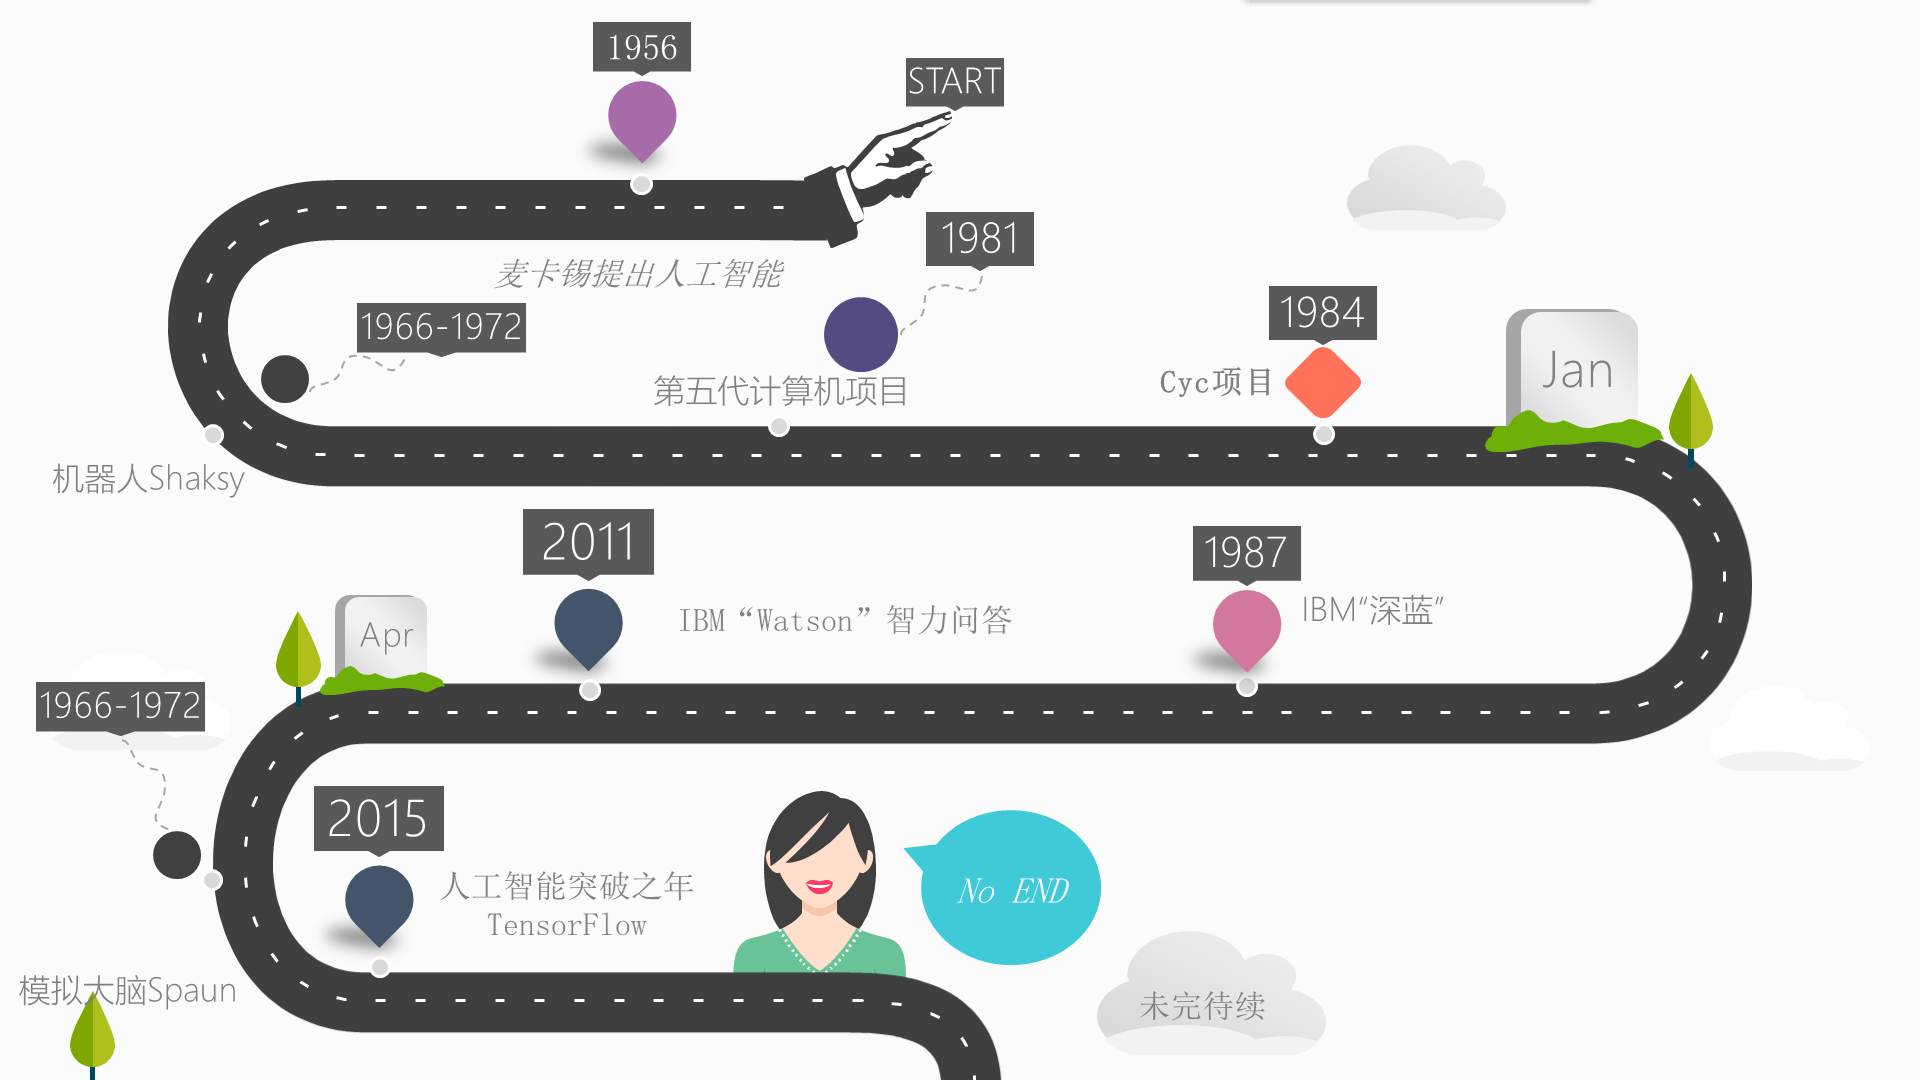 1956
START
麦卡锡提出人工智能
1981
1966-1972
第五代计算机项目
1984
Cyc项目
Jan
机器人Shaksy
2011
IBM“Watson”智力问答
1987
IBM“深蓝”
Apr
1966-1972
2015
人工智能突破之年
TensorFlow
No END
模拟大脑Spaun
未完待续